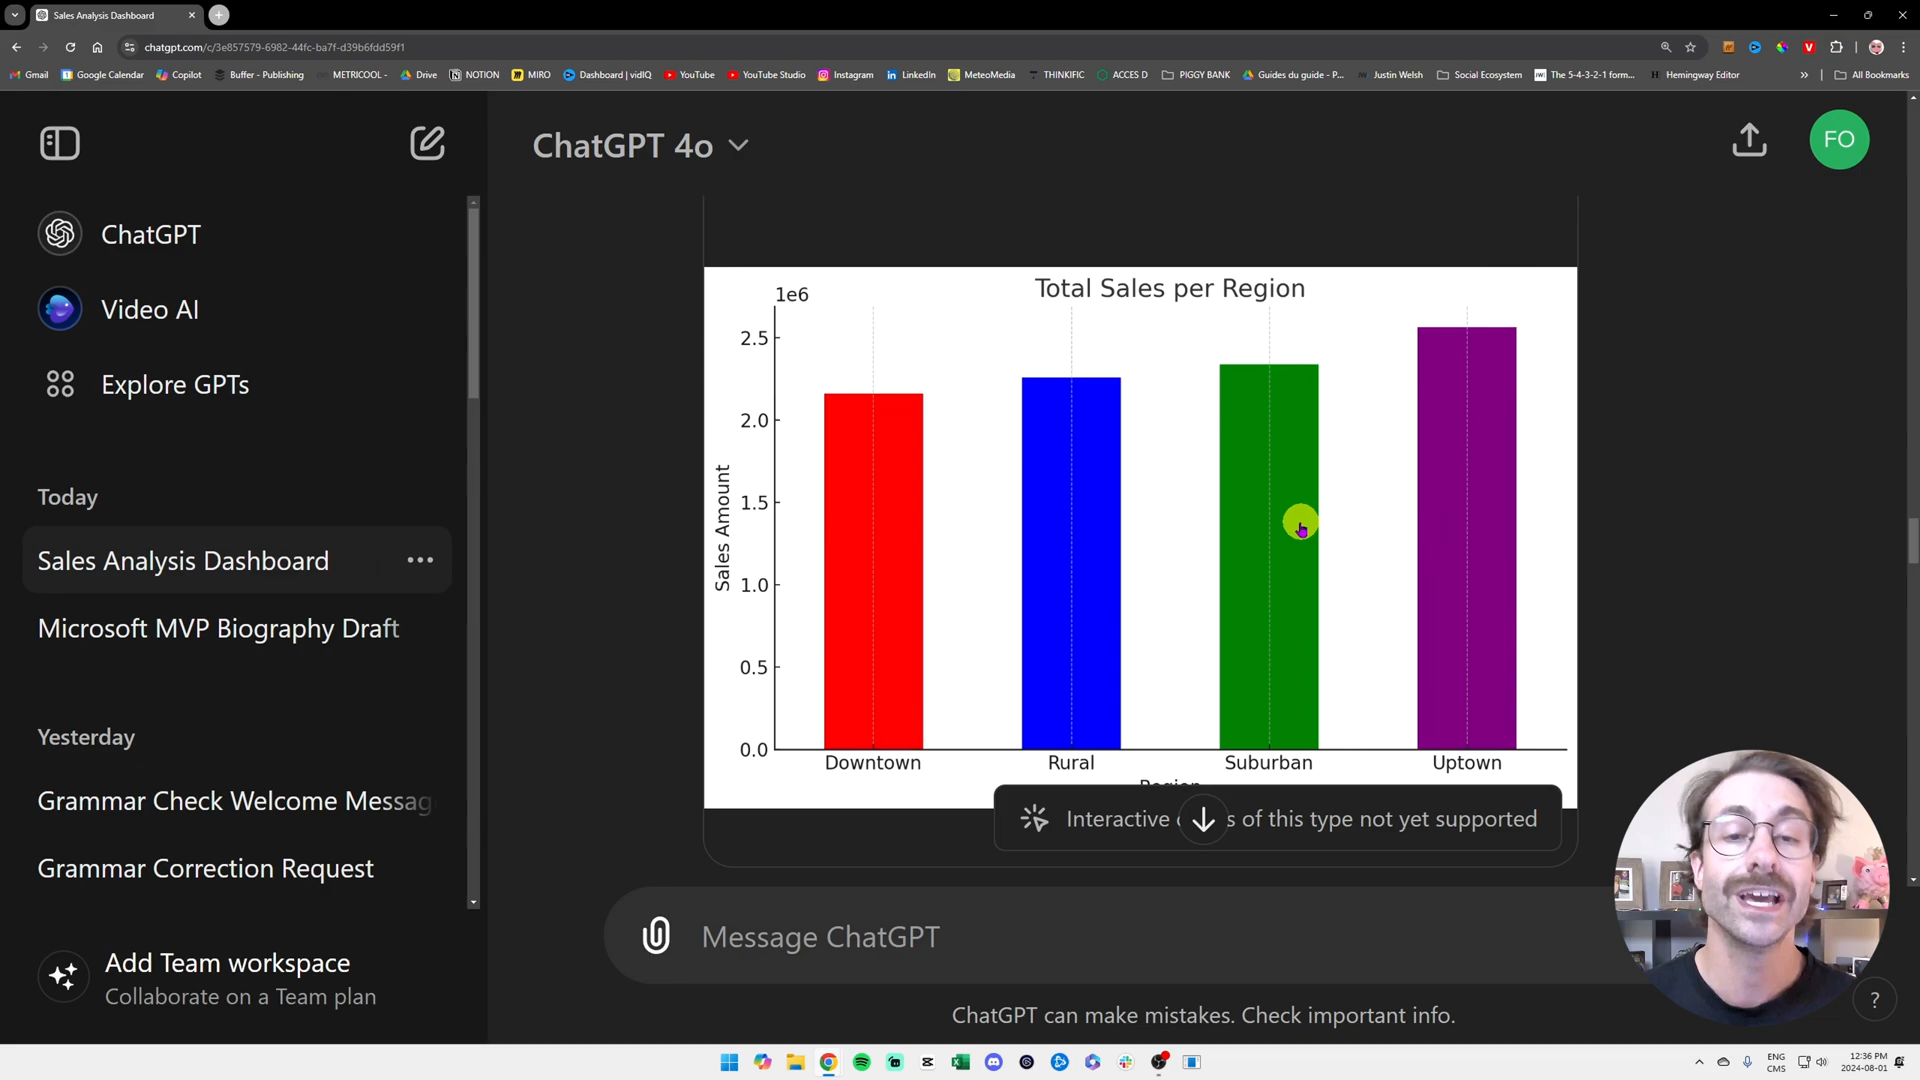 Sales Analysis Dashboard
chatgpt.com/c/3e857579-6982-44fc-ba7f-d39b6fdd59f1
Gmail
Google Calendar
Copilot
Buffer - Publishing
METRICOOL -
Drive
NOTION
MIRO
Dashboard | vidIQ
YouTube
YouTube Studio
Instagram
LinkedIn
MeteoMedia
THINKIFIC
ACCES D
PIGGY BANK
Guides du guide - P...
Justin Welsh
Social Ecosystem
The 5-4-3-2-1 form...
Hemingway Editor
All Bookmarks
ChatGPT 4o
FO
ChatGPT
Video AI
Explore GPTs
Today
Sales Analysis Dashboard
Microsoft MVP Biography Draft
Yesterday
Grammar Check Welcome Messag
Grammar Correction Request
Add Team workspace
Collaborate on a Team plan
Total Sales per Region
1e6
2.5
2.0
1.5
1.0
0.5
0.0
Sales Amount
Downtown
Rural
Suburban
Uptown
Region
Interactive c s of this type not yet supported
Message ChatGPT
ChatGPT can make mistakes. Check important info.
?
ENG
CMS
12:36 PM
2024-08-01